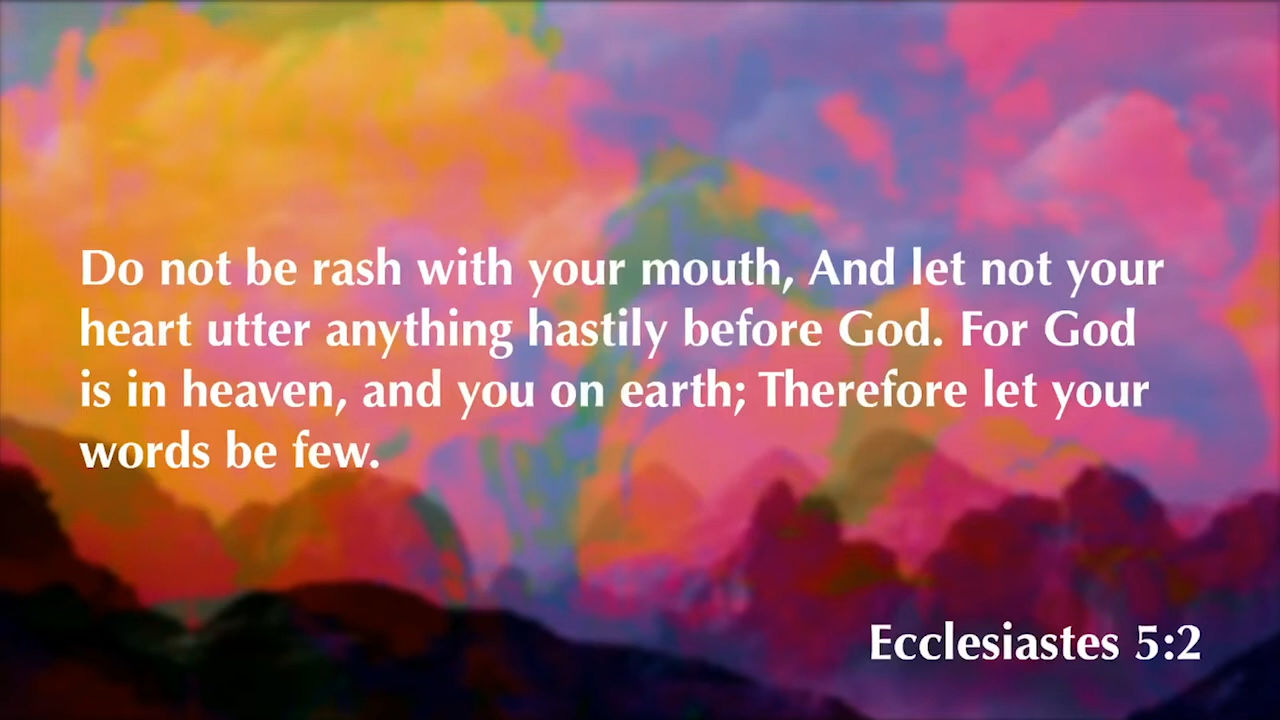 Do not be rash with your mouth, And let not your
heart utter anything hastily before God. For God
is in heaven, and you on earth; Therefore let your
words be few.
Ecclesiastes 5:2